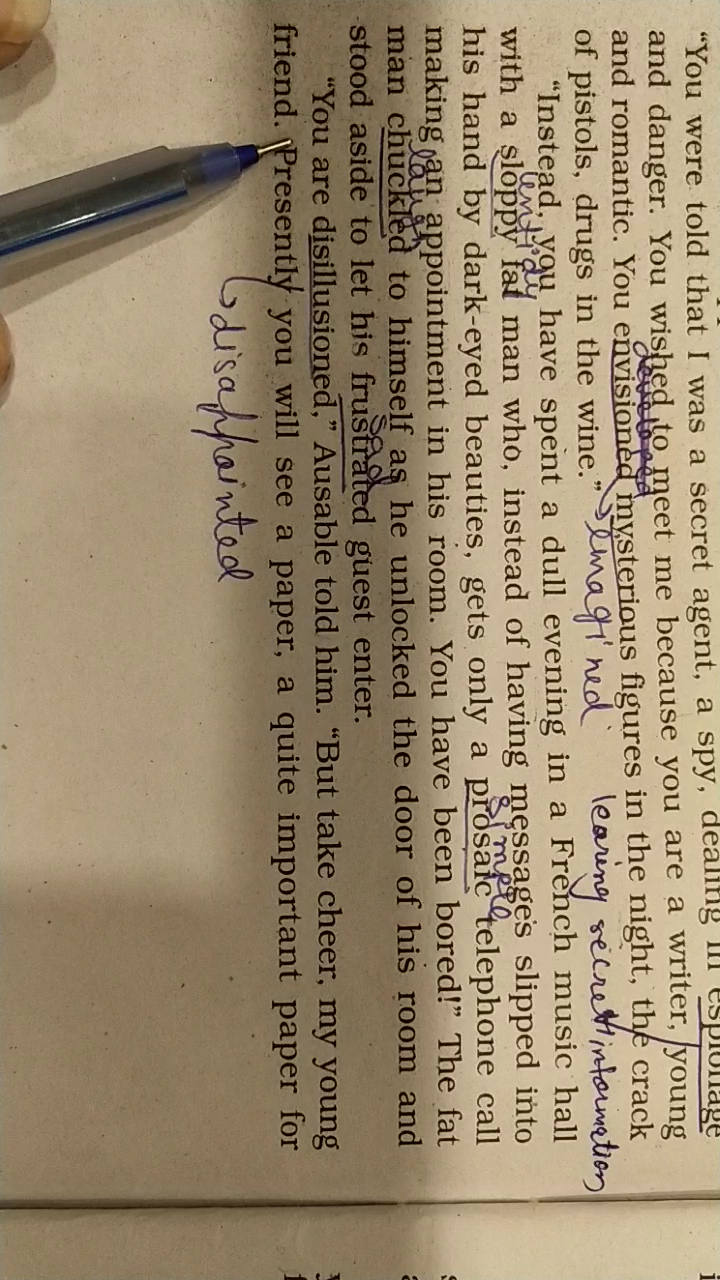 "You were told that I was a secret agent, a spy, dealing in espionage
and danger. You wished to meet me because you are a writer, young
developed
and romantic. You envisioned mysterious figures in the night, the crack
of pistols, drugs in the wine."
imagined
secret information
"Instead, you have spent a dull evening in a French music hall
with a sloppy fat man who, instead of having messages slipped into
simple
his hand by dark-eyed beauties, gets only a prosaic telephone call
making an appointment in his room. You have been bored!" The fat
laugh
man chuckled to himself as he unlocked the door of his room and
sad
stood aside to let his frustrated guest enter.
"You are disillusioned," Ausable told him. "But take cheer, my young
friend. Presently you will see a paper, a quite important paper for
disappointed